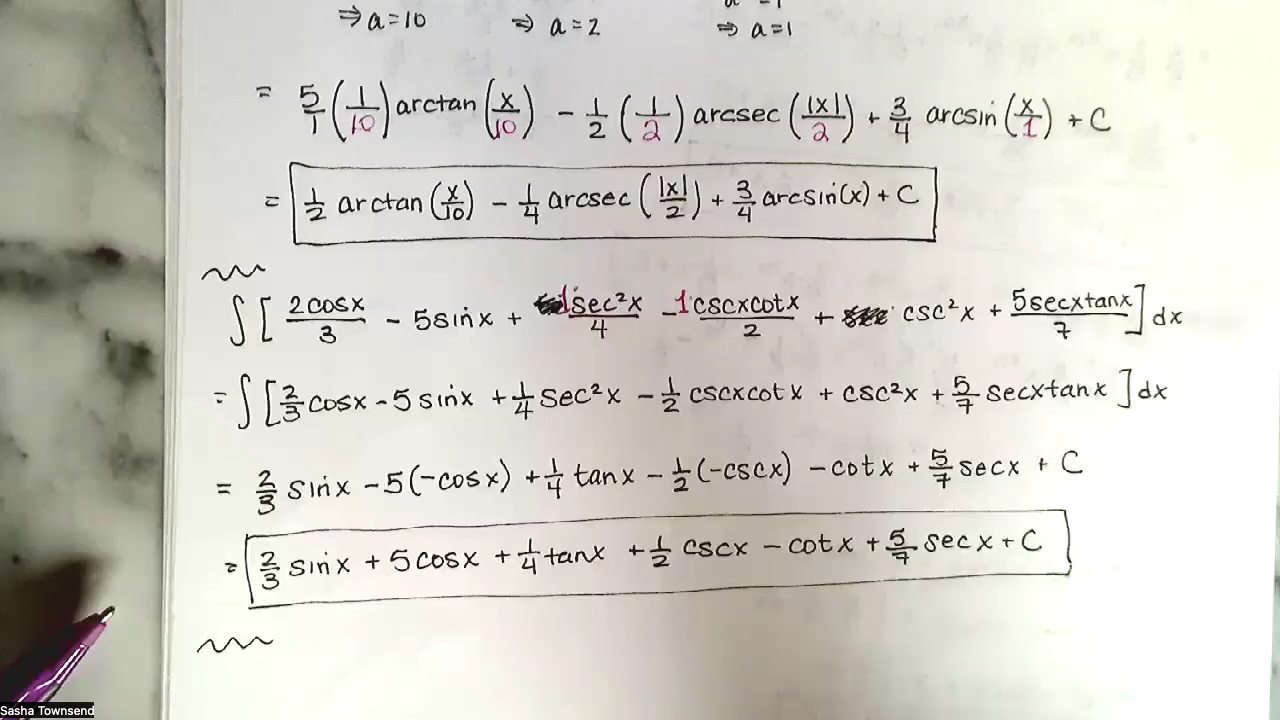 ⇒ a = 10 ⇒ a = 2 ⇒ a = 1
= 5/1 (1/10) arctan (x/10) - 1/2 (1/2) arcsec (|x|/2) + 3/4 arcsin (x/1) + C
= 1/2 arctan (x/10) - 1/4 arcsec (|x|/2) + 3/4 arcsin(x) + C
∫ [ 2cosx/3 - 5 sinx + 1sec²x/4 - 1cscxcotx/2 + csc²x + 5secxtanx/7 ] dx
= ∫ [ 2/3 cosx - 5 sinx + 1/4 sec²x - 1/2 cscxcotx + csc²x + 5/7 secxtanx ] dx
= 2/3 sinx - 5(-cosx) + 1/4 tanx - 1/2 (-cscx) - cotx + 5/7 secx + C
= 2/3 sinx + 5cosx + 1/4 tanx + 1/2 cscx - cotx + 5/7 secx + C
Sasha Townsend